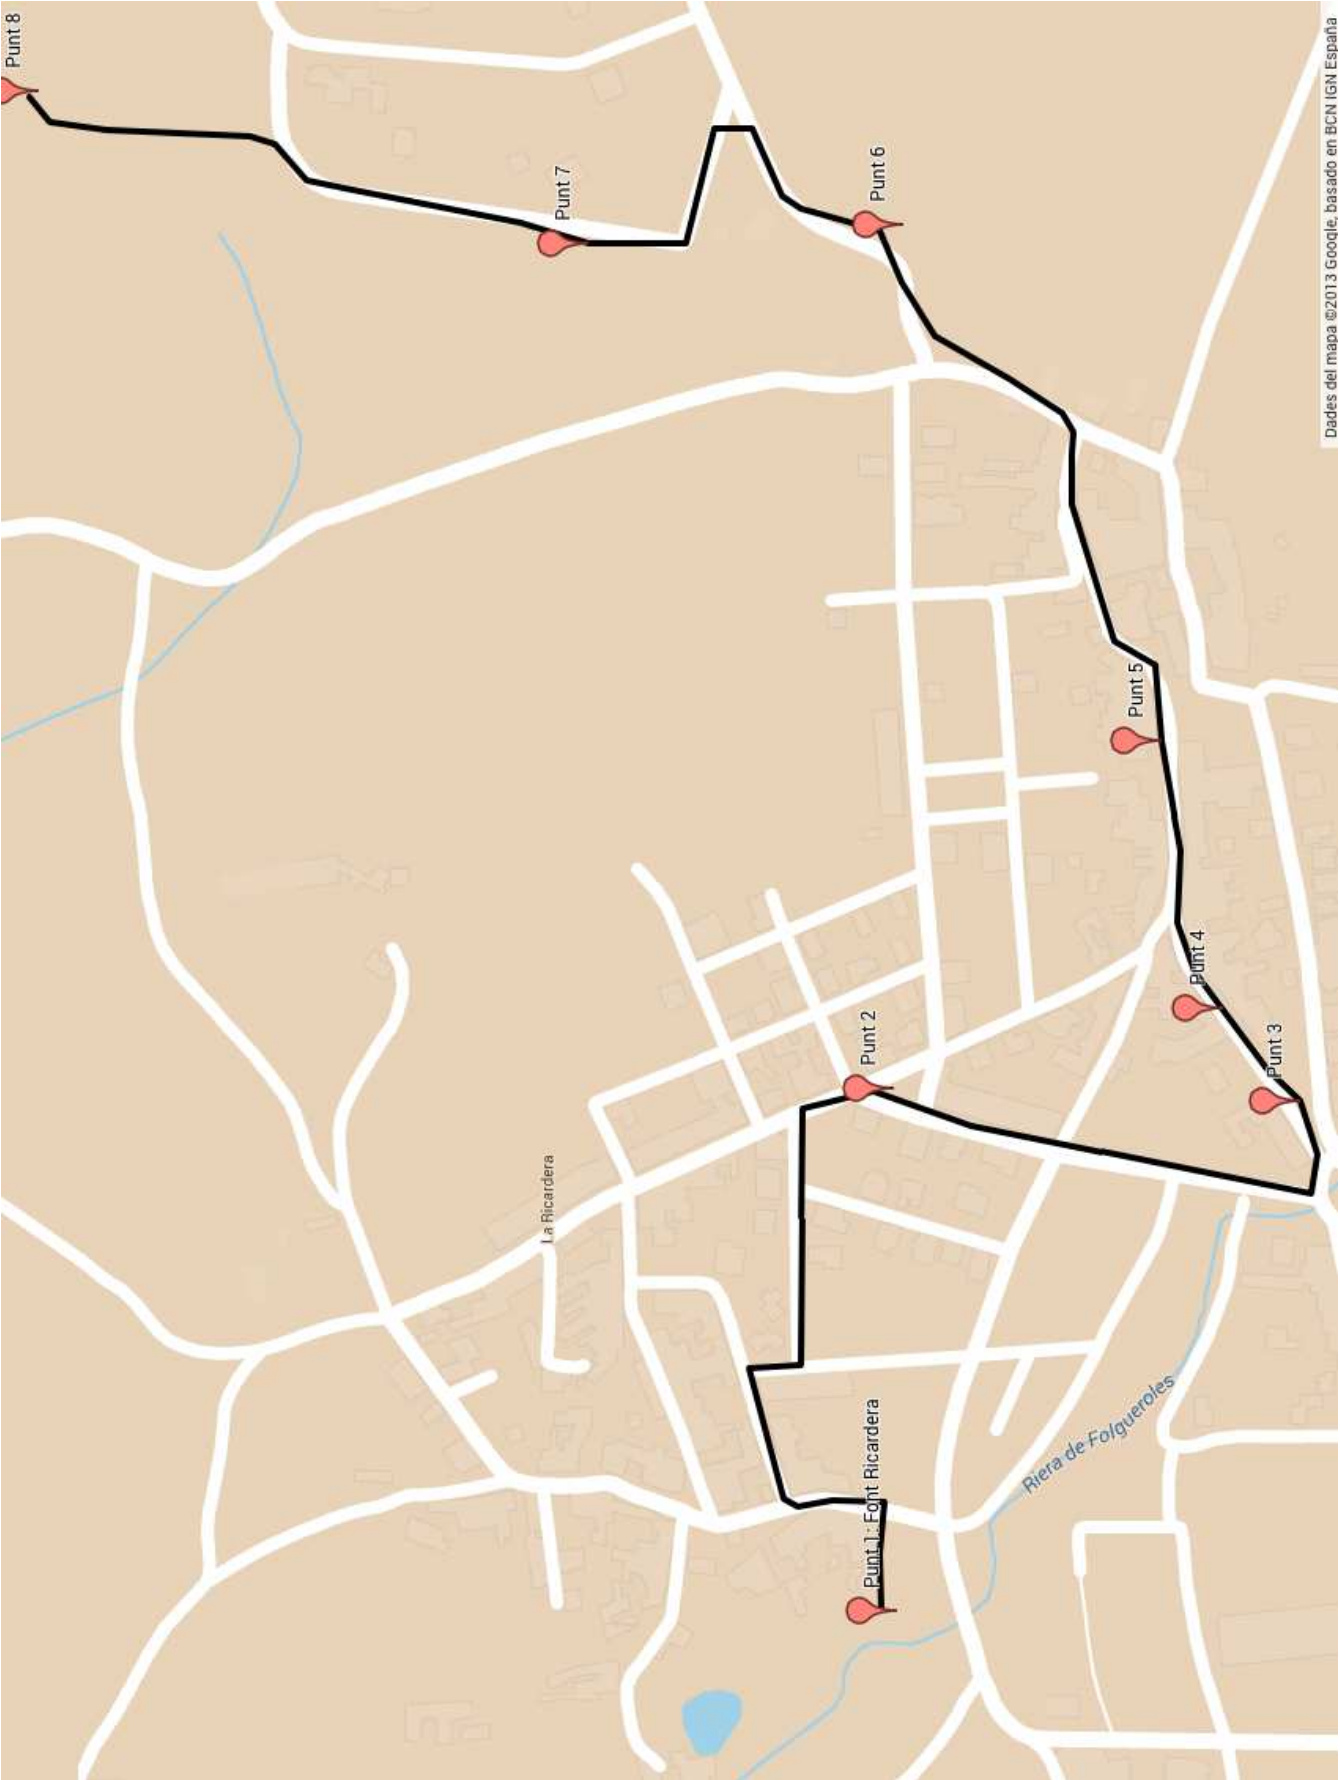 Punt 8
Punt 7
Punt 6
Punt 5
Punt 4
Punt 3
Punt 2
La Ricardera
Punt 1: Font Ricardera
Riera de Folgueroles
Dades del mapa ©2013 Google, basado en BCN IGN España